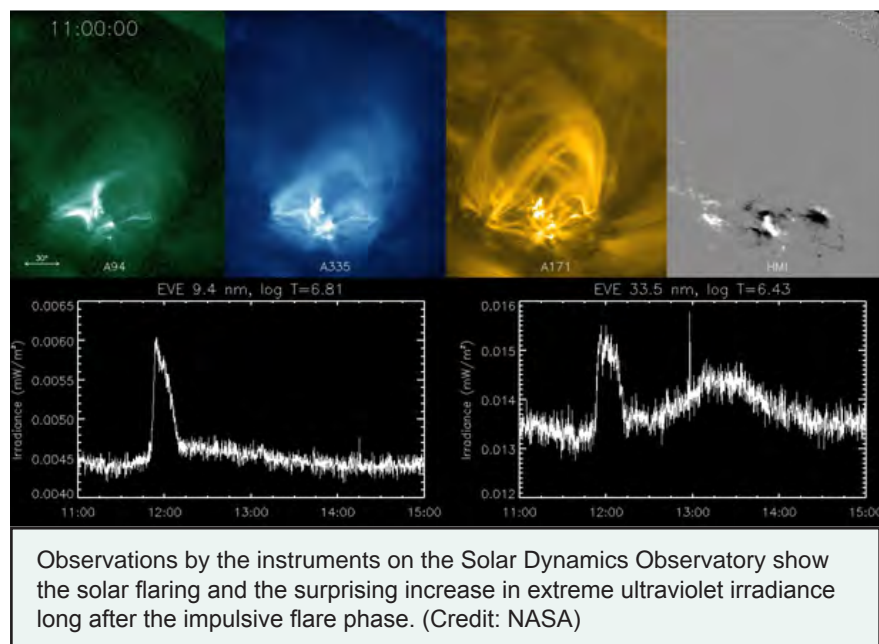 11:00:00
30"
A94
A335
A171
HMI
EVE 9.4 nm, log T=6.81
0.0065
0.0060
0.0055
0.0050
0.0045
0.0040
Irradiance (mW/m²)
11:00 12:00 13:00 14:00 15:00
EVE 33.5 nm, log T=6.43
0.016
0.015
0.014
0.013
0.012
Irradiance (mW/m²)
11:00 12:00 13:00 14:00 15:00
Observations by the instruments on the Solar Dynamics Observatory show
the solar flaring and the surprising increase in extreme ultraviolet irradiance
long after the impulsive flare phase. (Credit: NASA)